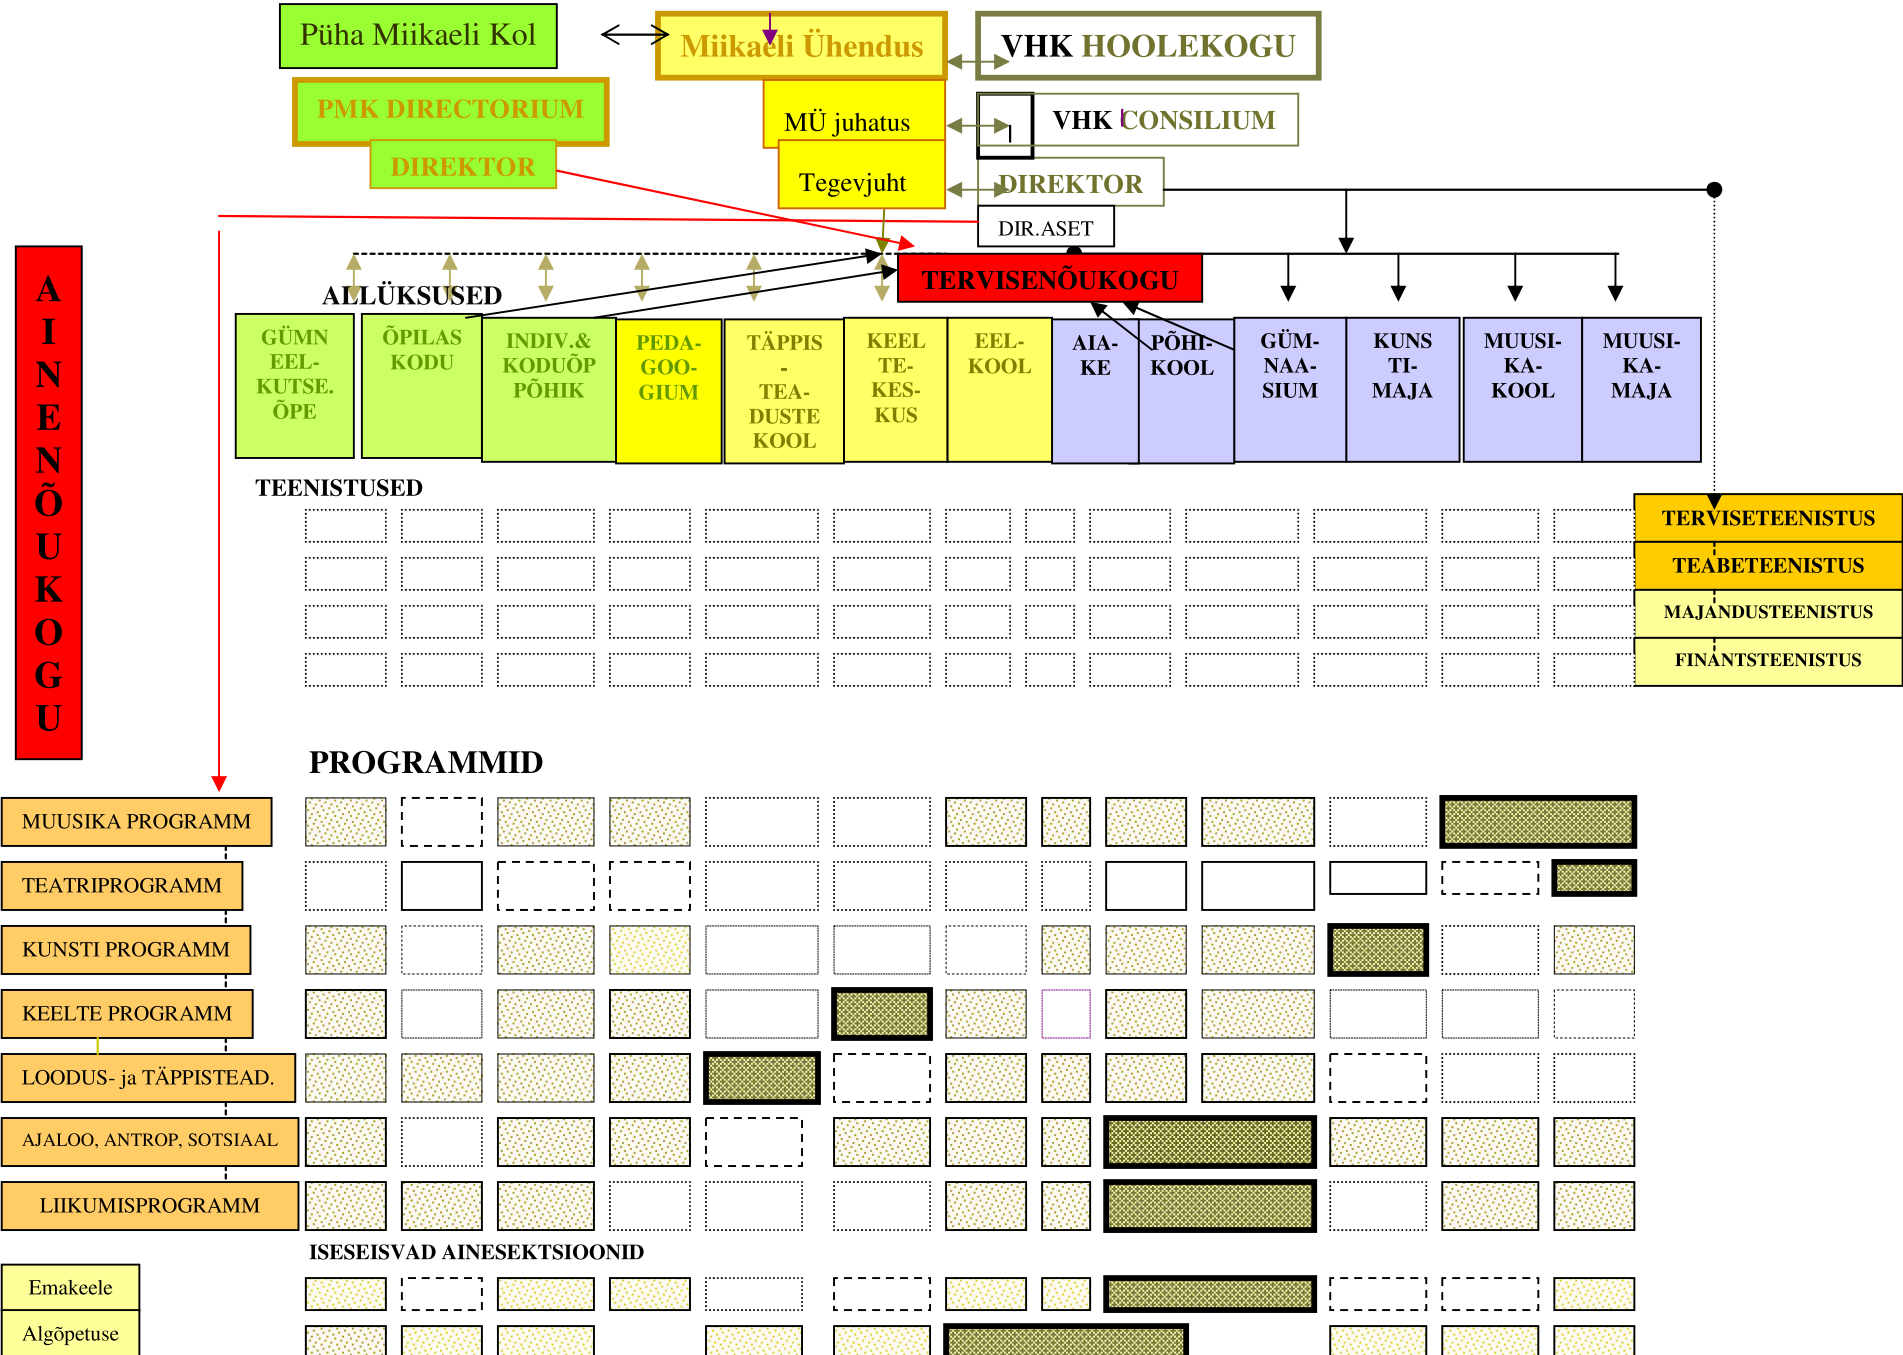 Püha Miikaeli Kol
Miikaeli Ühendus
VHK HOOLEKOGU
PMK DIRECTORIUM
MÜ juhatus
VHK CONSILIUM
DIREKTOR
Tegevjuht
DIREKTOR
DIR.ASET
TERVISENÕUKOGU
ALLÜKSUSED
GÜMN
EEL-
KUTSE.
ÕPE
ÕPILAS
KODU
INDIV.&
KODUÕP
PÕHIK
PEDA-
GOO-
GIUM
TÄPPIS
-
TEA-
DUSTE
KOOL
KEEL
TE-
KES-
KUS
EEL-
KOOL
AIA-
KE
PÕHI-
KOOL
GÜM-
NAA-
SIUM
KUNS
TI-
MAJA
MUUSI-
KA-
KOOL
MUUSI-
KA-
MAJA
A
I
N
E
N
Õ
U
K
O
G
U
TEENISTUSED
TERVISETEENISTUS
TEABETEENISTUS
MAJANDUSTEENISTUS
FINANTSTEENISTUS
PROGRAMMID
MUUSIKA PROGRAMM
TEATRIPROGRAMM
KUNSTI PROGRAMM
KEELTE PROGRAMM
LOODUS- ja TÄPPISTEAD.
AJALOO, ANTROP, SOTSIAAL
LIIKUMISPROGRAMM
ISESEISVAD AINESEKTSIOONID
Emakeele
Algõpetuse